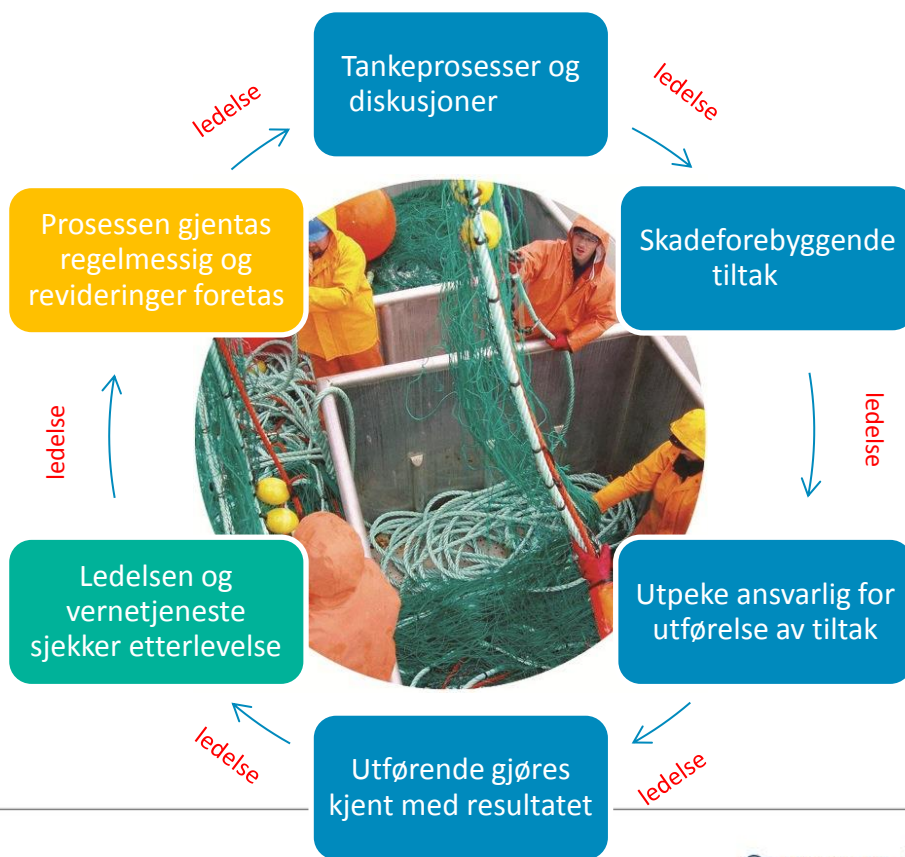 Tankeprosesser og
diskusjoner
ledelse
Skadeforebyggende
tiltak
ledelse
Utpeke ansvarlig for
utførelse av tiltak
ledelse
Utførende gjøres
kjent med resultatet
ledelse
Ledelsen og
vernetjeneste
sjekker etterlevelse
ledelse
Prosessen gjentas
regelmessig og
revideringer foretas
ledelse